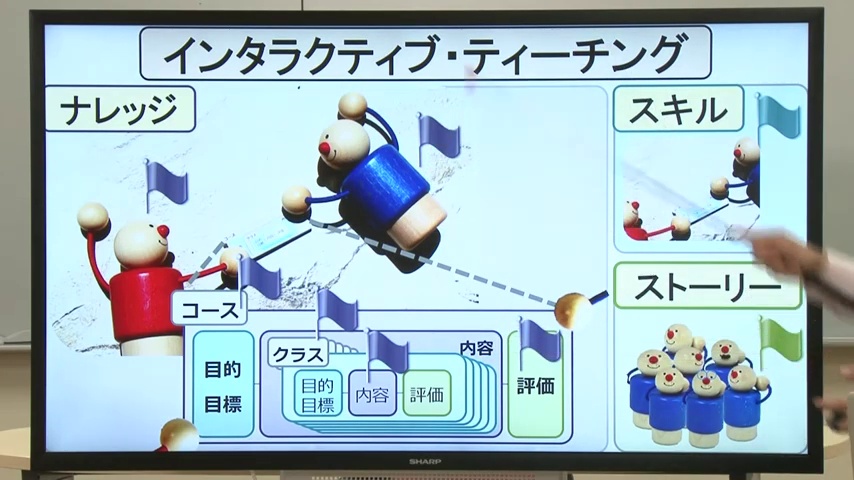 インタラクティブ・ティーチング
ナレッジ
スキル
ストーリー
コース
目的
目標
クラス
内容
目的
目標
内容
評価
評価
SHARP